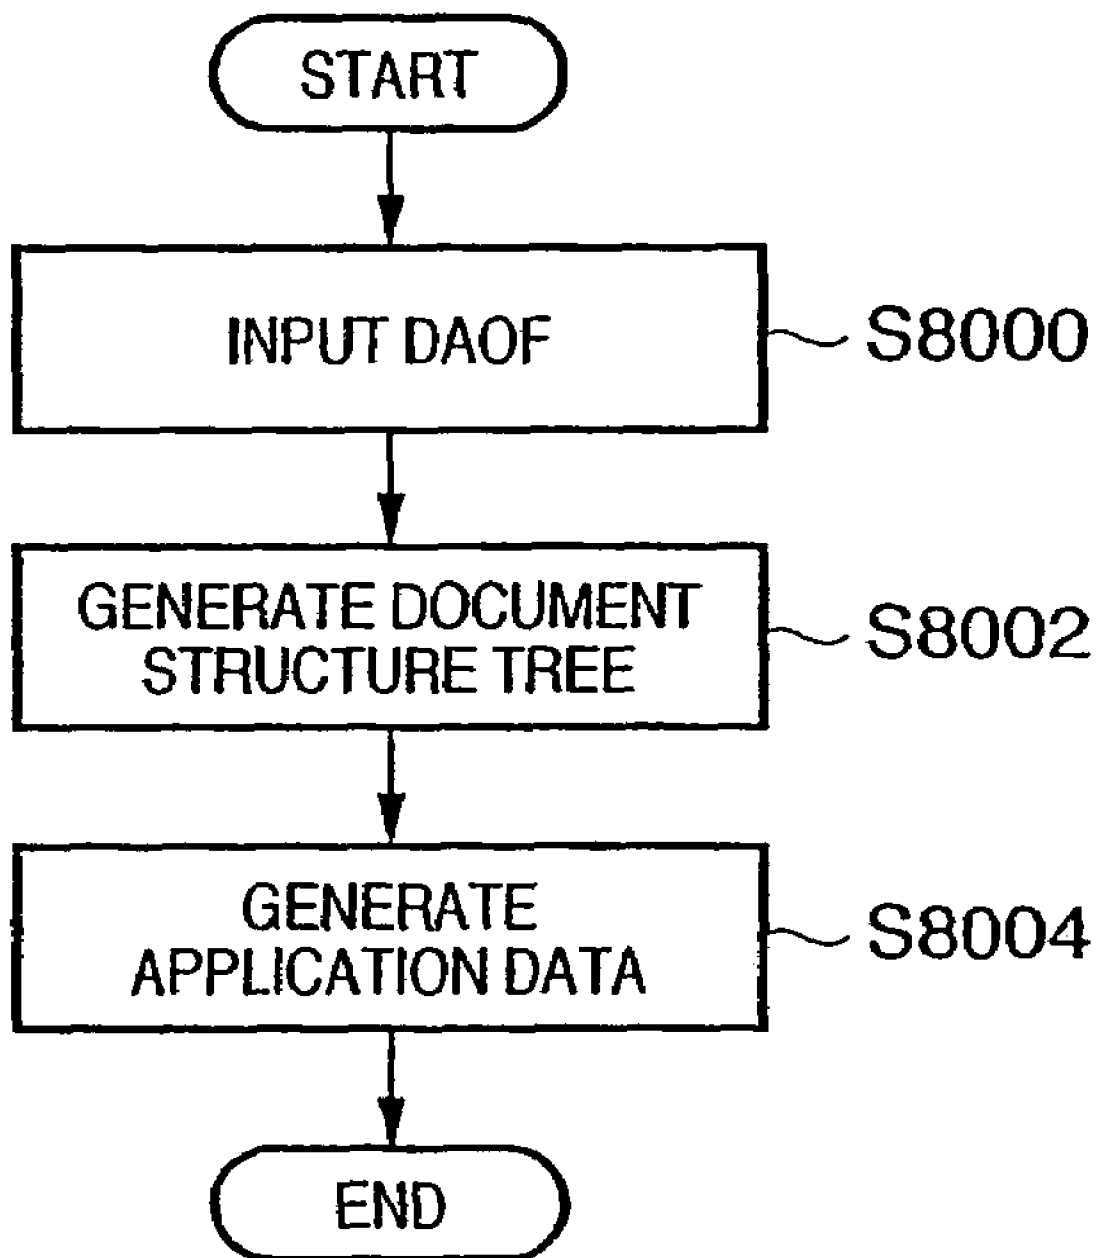 START
INPUT DAOF
S8000
GENERATE DOCUMENT
STRUCTURE TREE
S8002
GENERATE
APPLICATION DATA
S8004
END